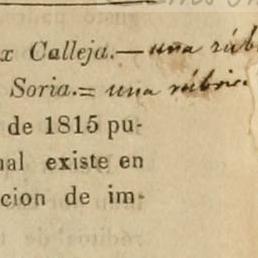 x Calleja.—una rúb
Soria.= una rúbric.
de 1815 pu-
nal existe en
cion de im-